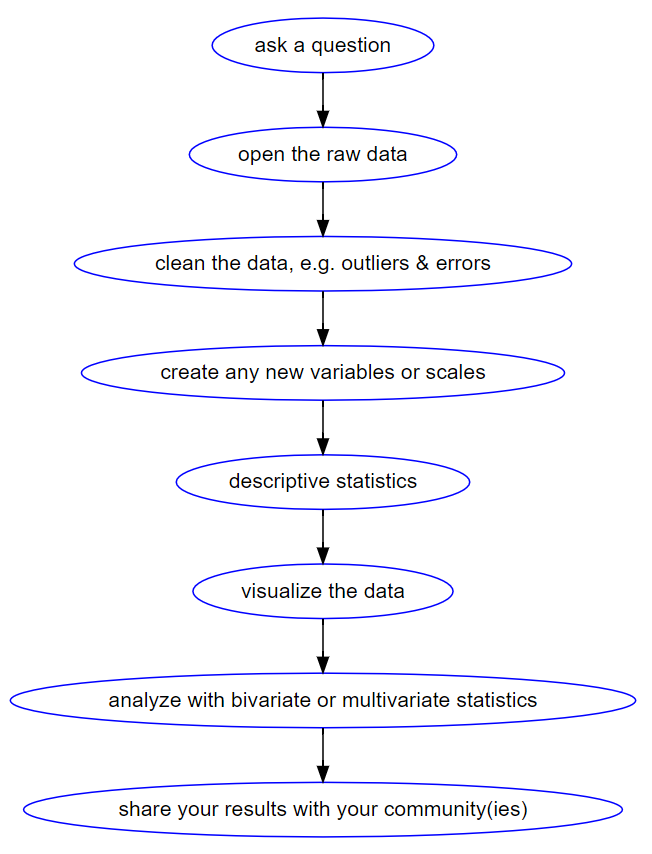 ask a question
open the raw data
clean the data, e.g. outliers & errors
create any new variables or scales
descriptive statistics
visualize the data
analyze with bivariate or multivariate statistics
share your results with your community(ies)